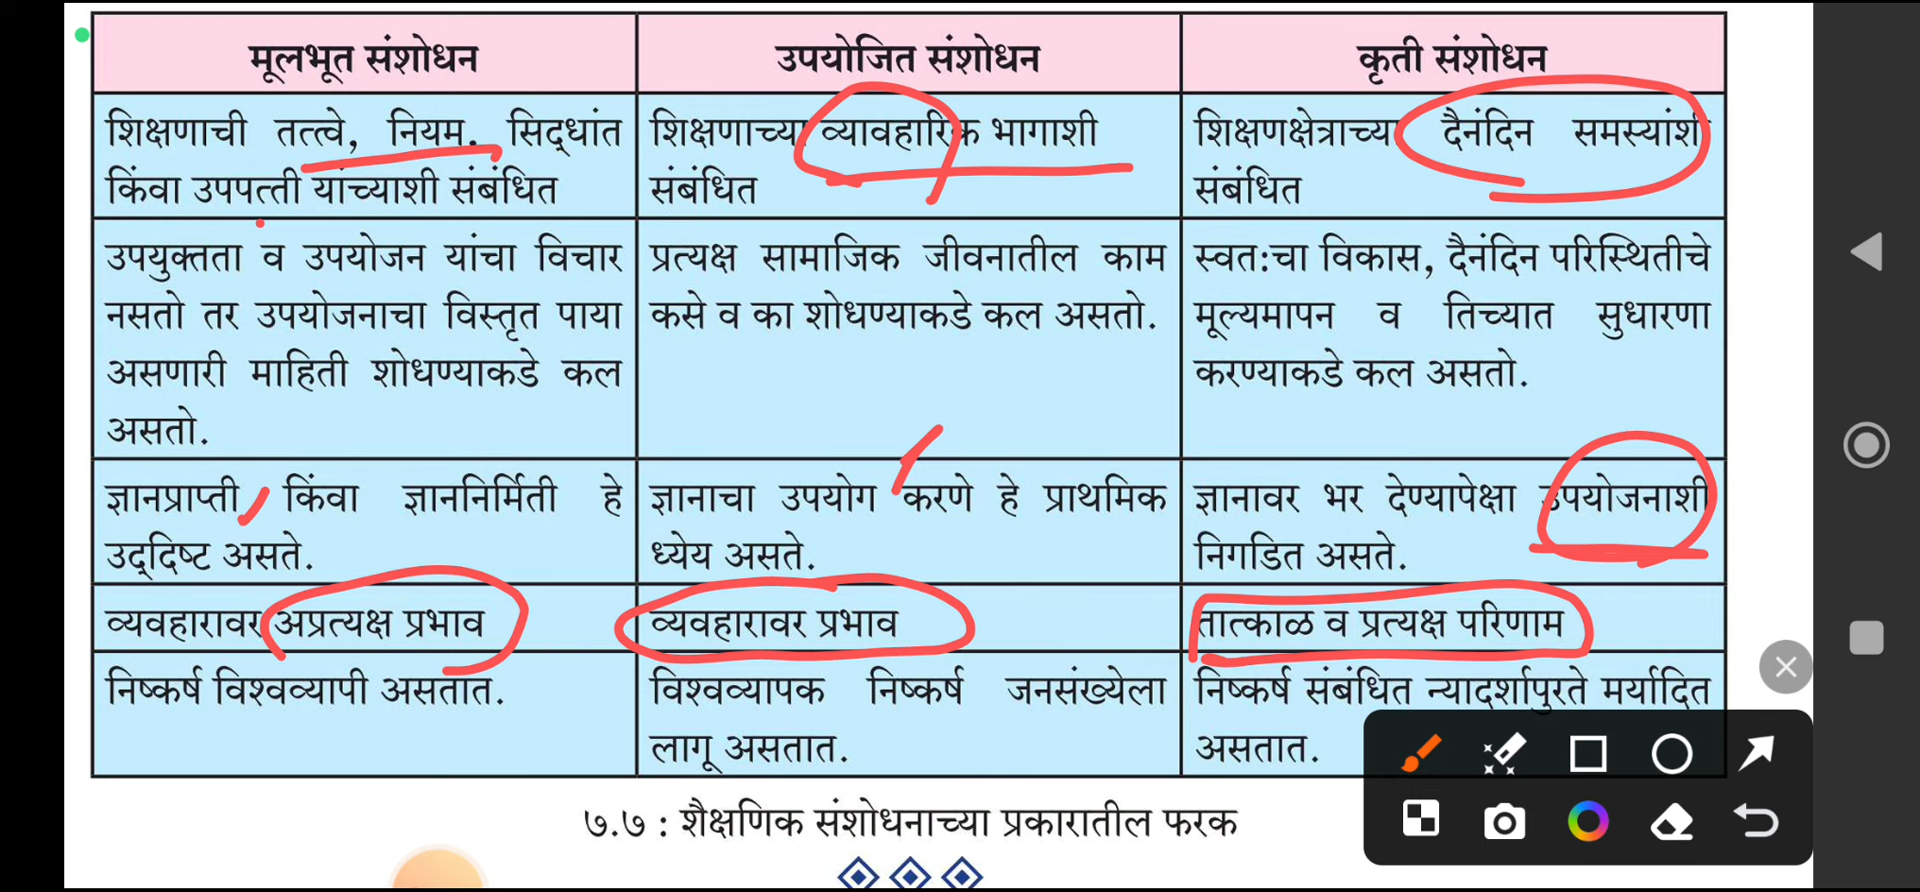 मूलभूत संशोधन
उपयोजित संशोधन
कृती संशोधन
शिक्षणाची तत्त्वे, नियम, सिद्धांत
किंवा उपपत्ती यांच्याशी संबंधित
शिक्षणाच्या व्यावहारिक भागाशी
संबंधित
शिक्षणक्षेत्राच्या दैनंदिन समस्यांशी
संबंधित
उपयुक्तता व उपयोजन यांचा विचार
नसतो तर उपयोजनाचा विस्तृत पाया
असणारी माहिती शोधण्याकडे कल
असतो.
प्रत्यक्ष सामाजिक जीवनातील काम
कसे व का शोधण्याकडे कल असतो.
स्वत:चा विकास, दैनंदिन परिस्थितीचे
मूल्यमापन व तिच्यात सुधारणा
करण्याकडे कल असतो.
ज्ञानप्राप्ती किंवा ज्ञाननिर्मिती हे
उद्दिष्ट असते.
ज्ञानाचा उपयोग करणे हे प्राथमिक
ध्येय असते.
ज्ञानावर भर देण्यापेक्षा उपयोजनाशी
निगडित असते.
व्यवहारावर अप्रत्यक्ष प्रभाव
व्यवहारावर प्रभाव
तात्काळ व प्रत्यक्ष परिणाम
निष्कर्ष विश्वव्यापी असतात.
विश्वव्यापक निष्कर्ष जनसंख्येला
लागू असतात.
निष्कर्ष संबंधित न्यादर्शापुरते मर्यादित
असतात.
७.७ : शैक्षणिक संशोधनाच्या प्रकारातील फरक